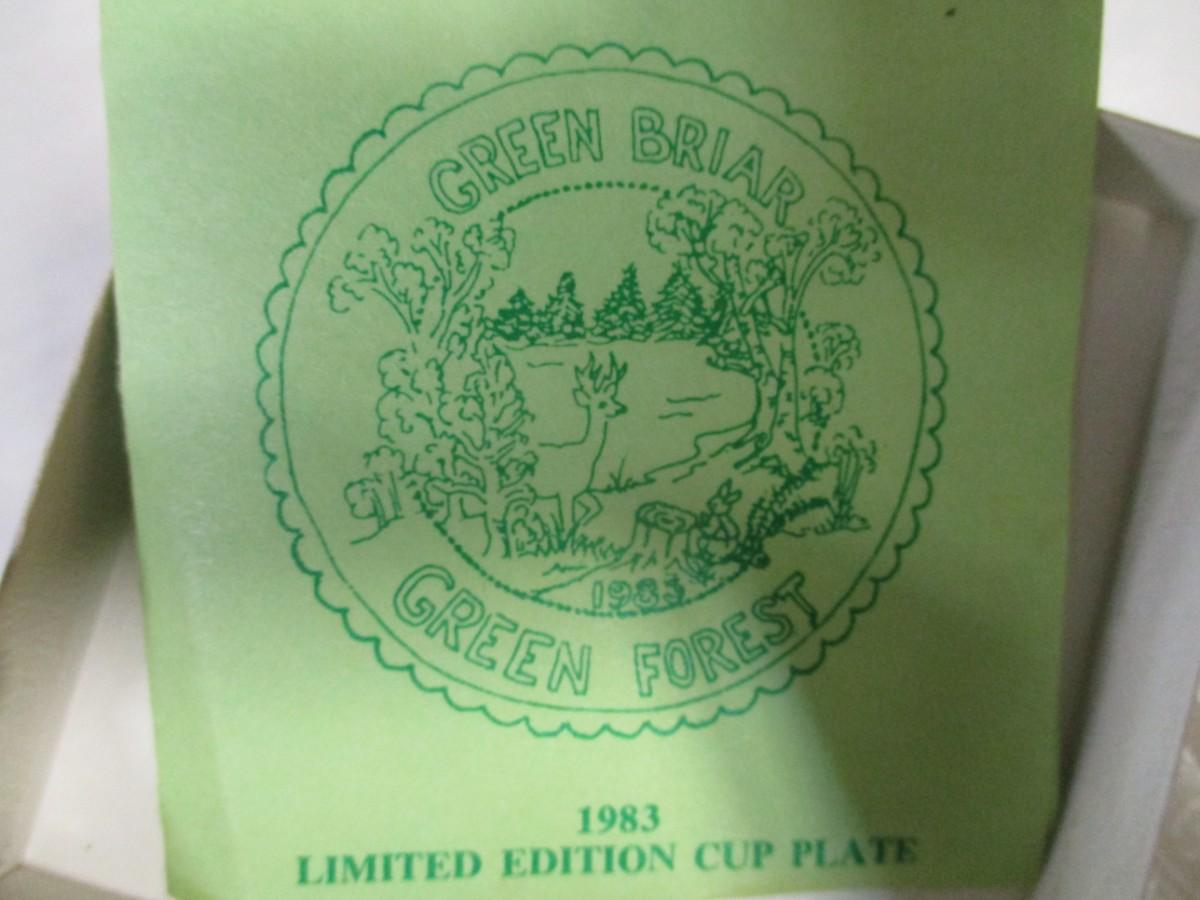 GREEN BRIAR
1983
GREEN FOREST
1983
LIMITED EDITION CUP PLATE